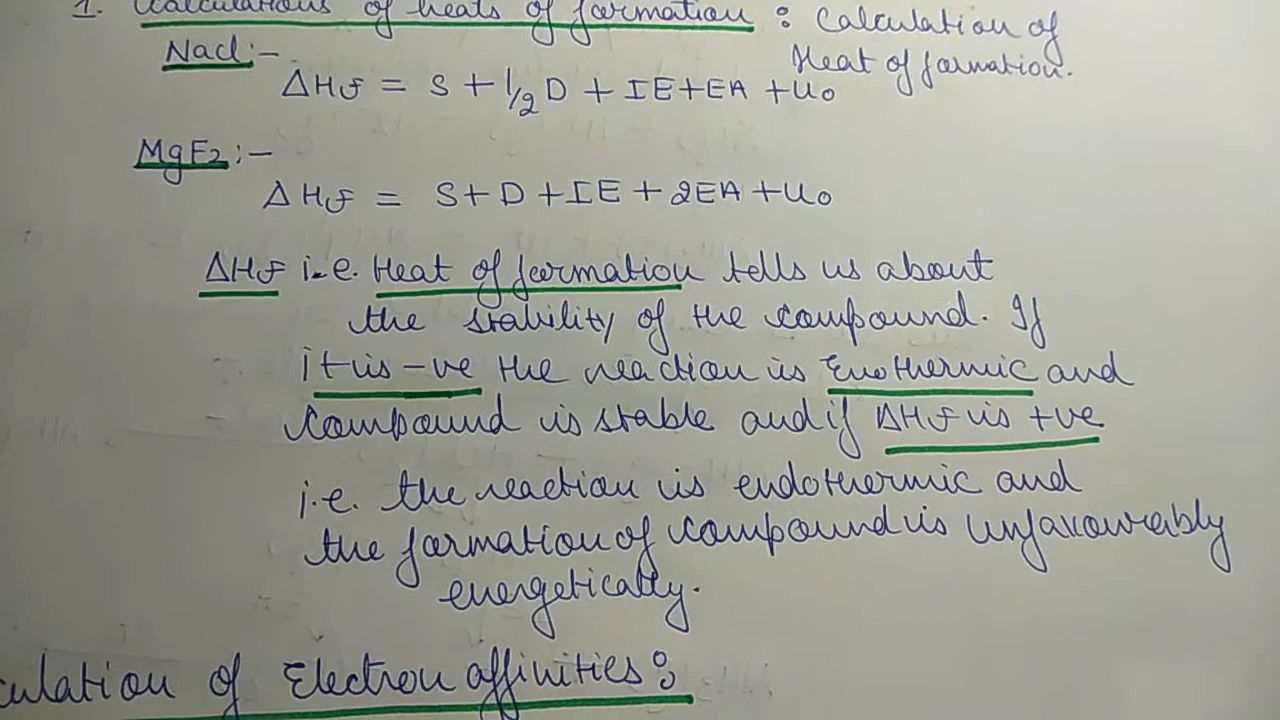 1. Calculations of heats of formation : Calculation of
Heat of formation.
Nacl:-
ΔHf = S + 1/2 D + IE + EA + U₀
MgF₂:-
ΔHf = S + D + IE + 2EA + U₀
ΔHf i.e. Heat of formation tells us about
the stability of the compound. If
it is -ve the reaction is Exothermic and
compound is stable and if ΔHf is +ve
i.e. the reaction is endothermic and
the formation of compound is unfavourably
energetically.
culation of Electron affinities :